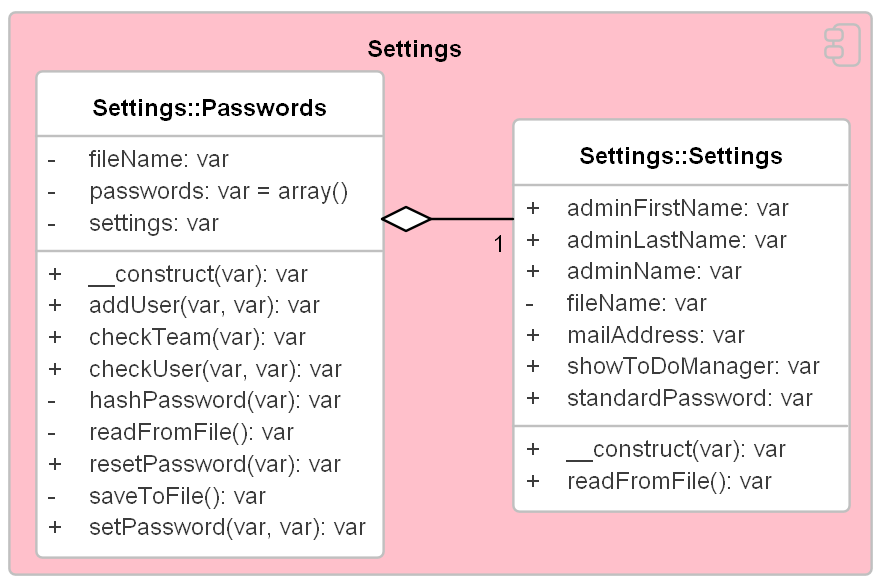 Settings
Settings::Passwords
- fileName: var
- passwords: var = array()
- settings: var
+ __construct(var): var
+ addUser(var, var): var
+ checkTeam(var): var
+ checkUser(var, var): var
- hashPassword(var): var
- readFromFile(): var
+ resetPassword(var): var
- saveToFile(): var
+ setPassword(var, var): var
1
Settings::Settings
+ adminFirstName: var
+ adminLastName: var
+ adminName: var
- fileName: var
+ mailAddress: var
+ showToDoManager: var
+ standardPassword: var
+ __construct(var): var
+ readFromFile(): var